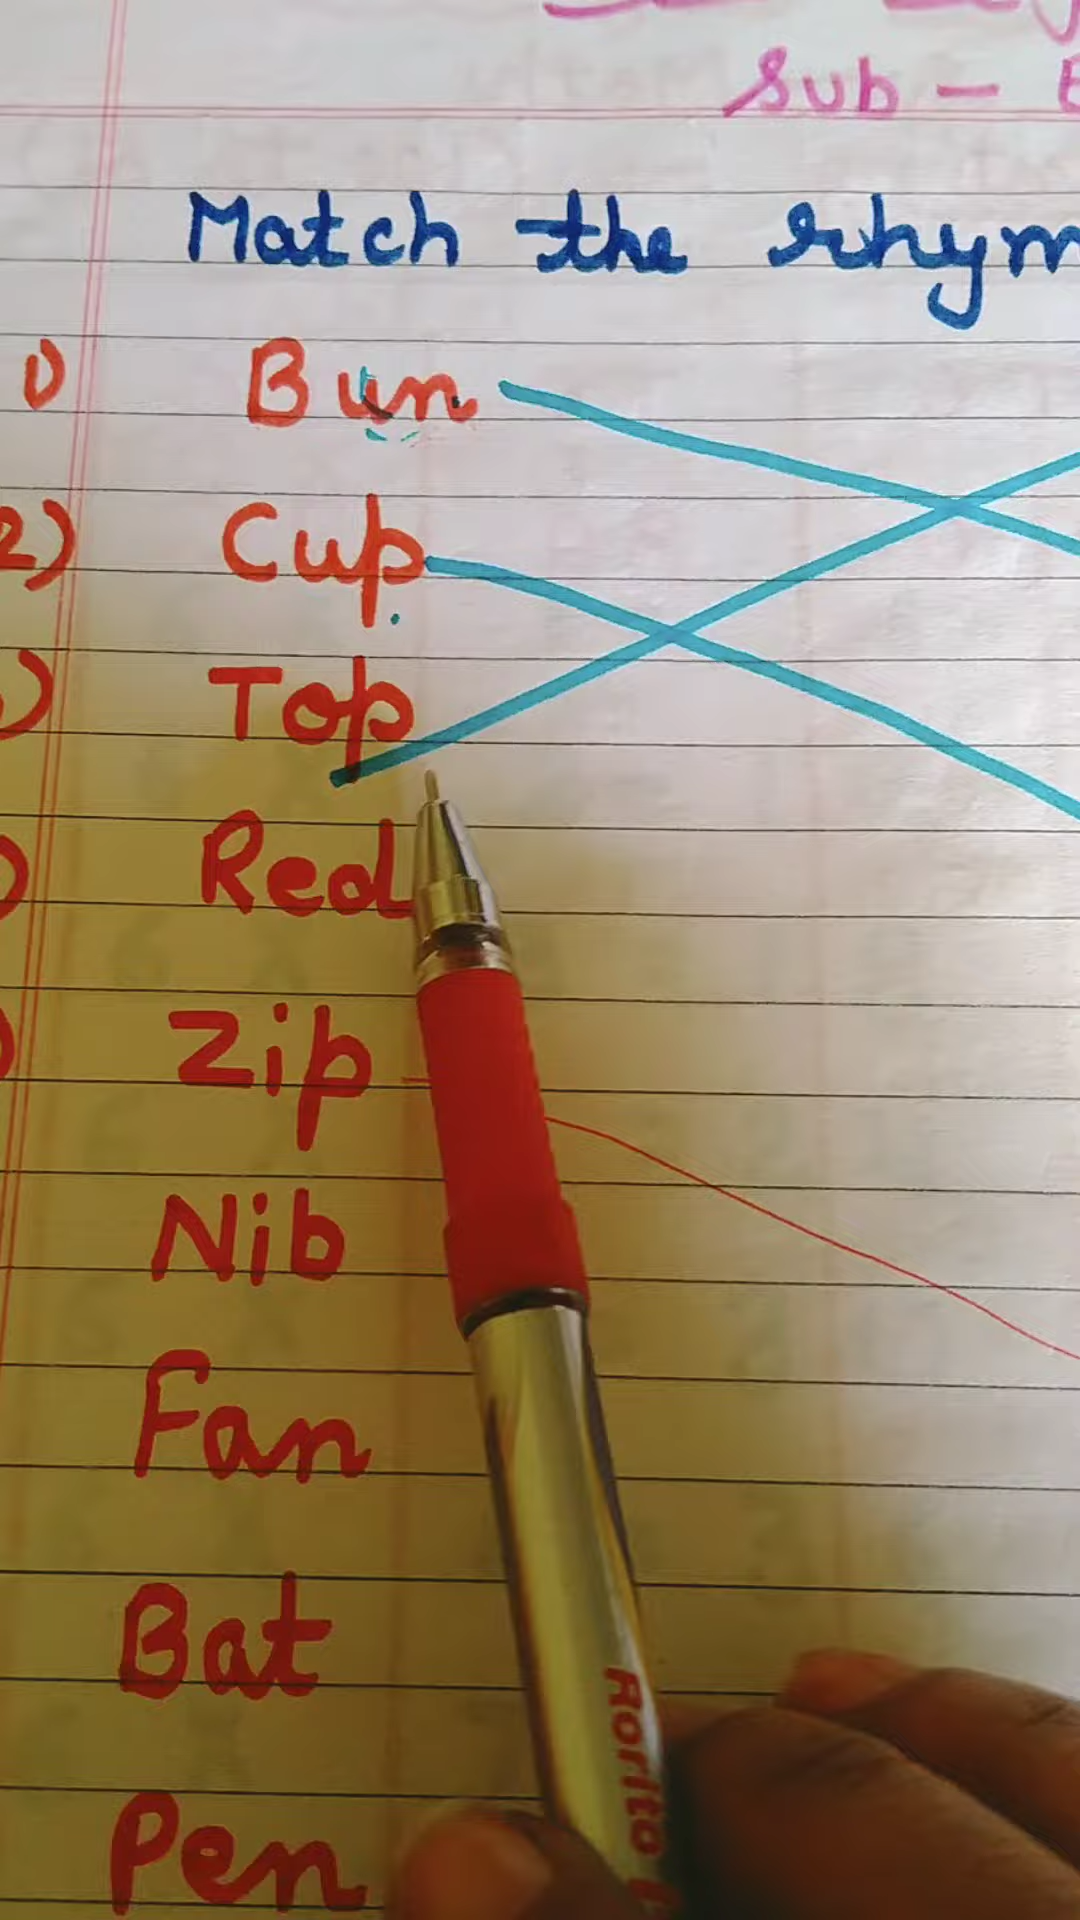 sub -
Match the rhym
1) Bun
2) Cup
) Top
) Red
) Zip
Nib
Fan
Bat
Pen
Rorito